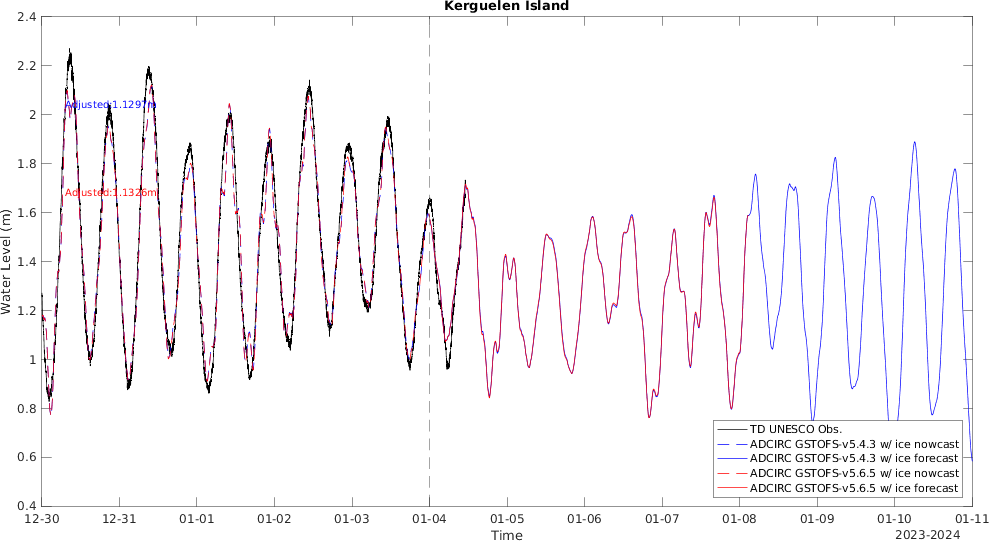 Kerguelen Island
2.4
2.2
2
1.8
1.6
1.4
1.2
1
0.8
0.6
0.4
Water Level (m)
Adjusted:1.1297m
Adjusted:1.1326m
TD UNESCO Obs.
ADCIRC GSTOFS-v5.4.3 w/ ice nowcast
ADCIRC GSTOFS-v5.4.3 w/ ice forecast
ADCIRC GSTOFS-v5.6.5 w/ ice nowcast
ADCIRC GSTOFS-v5.6.5 w/ ice forecast
12-30 12-31 01-01 01-02 01-03 01-04 01-05 01-06 01-07 01-08 01-09 01-10 01-11
Time
2023-2024